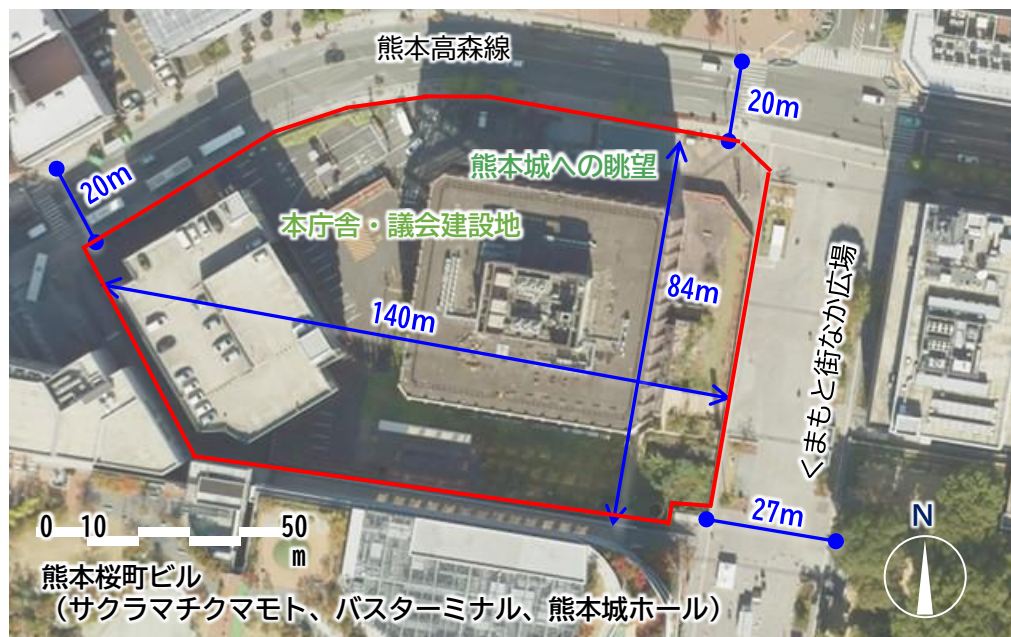 熊本高森線
20m
20m
熊本城への眺望
本庁舎・議会建設地
84m
140m
くまもと街なか広場
27m
N
0 10 50
m
熊本桜町ビル
（サクラマチクマモト、バスターミナル、熊本城ホール）